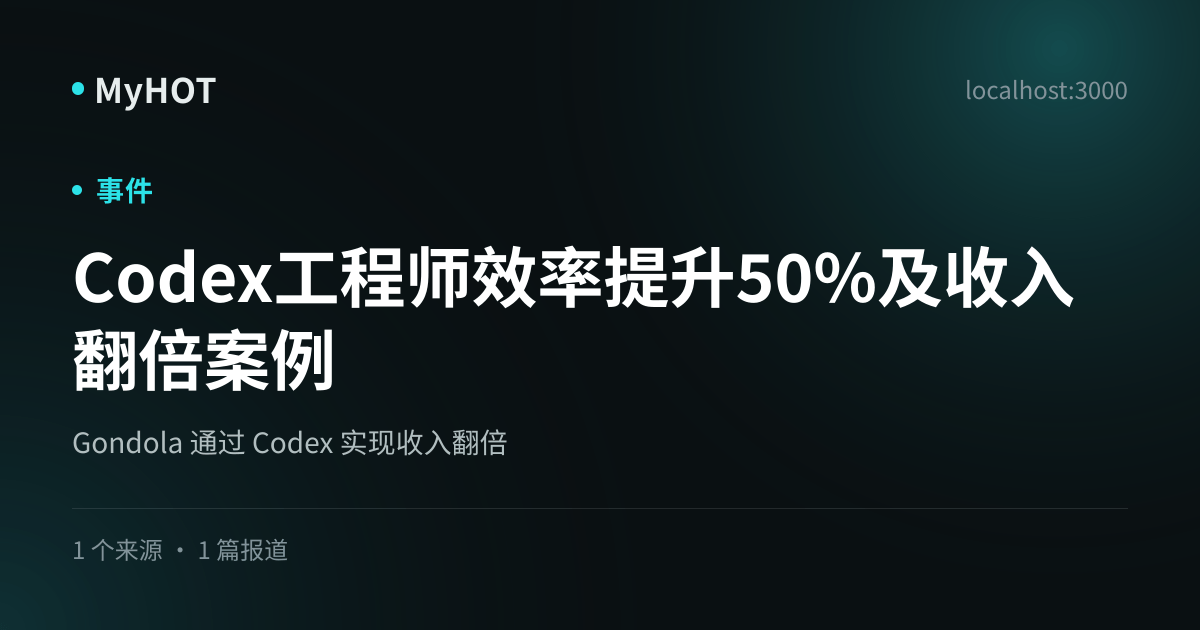 MyHOT
localhost:3000
事件
Codex工程师效率提升50%及收入
翻倍案例
Gondola 通过 Codex 实现收入翻倍
1 个来源 · 1 篇报道